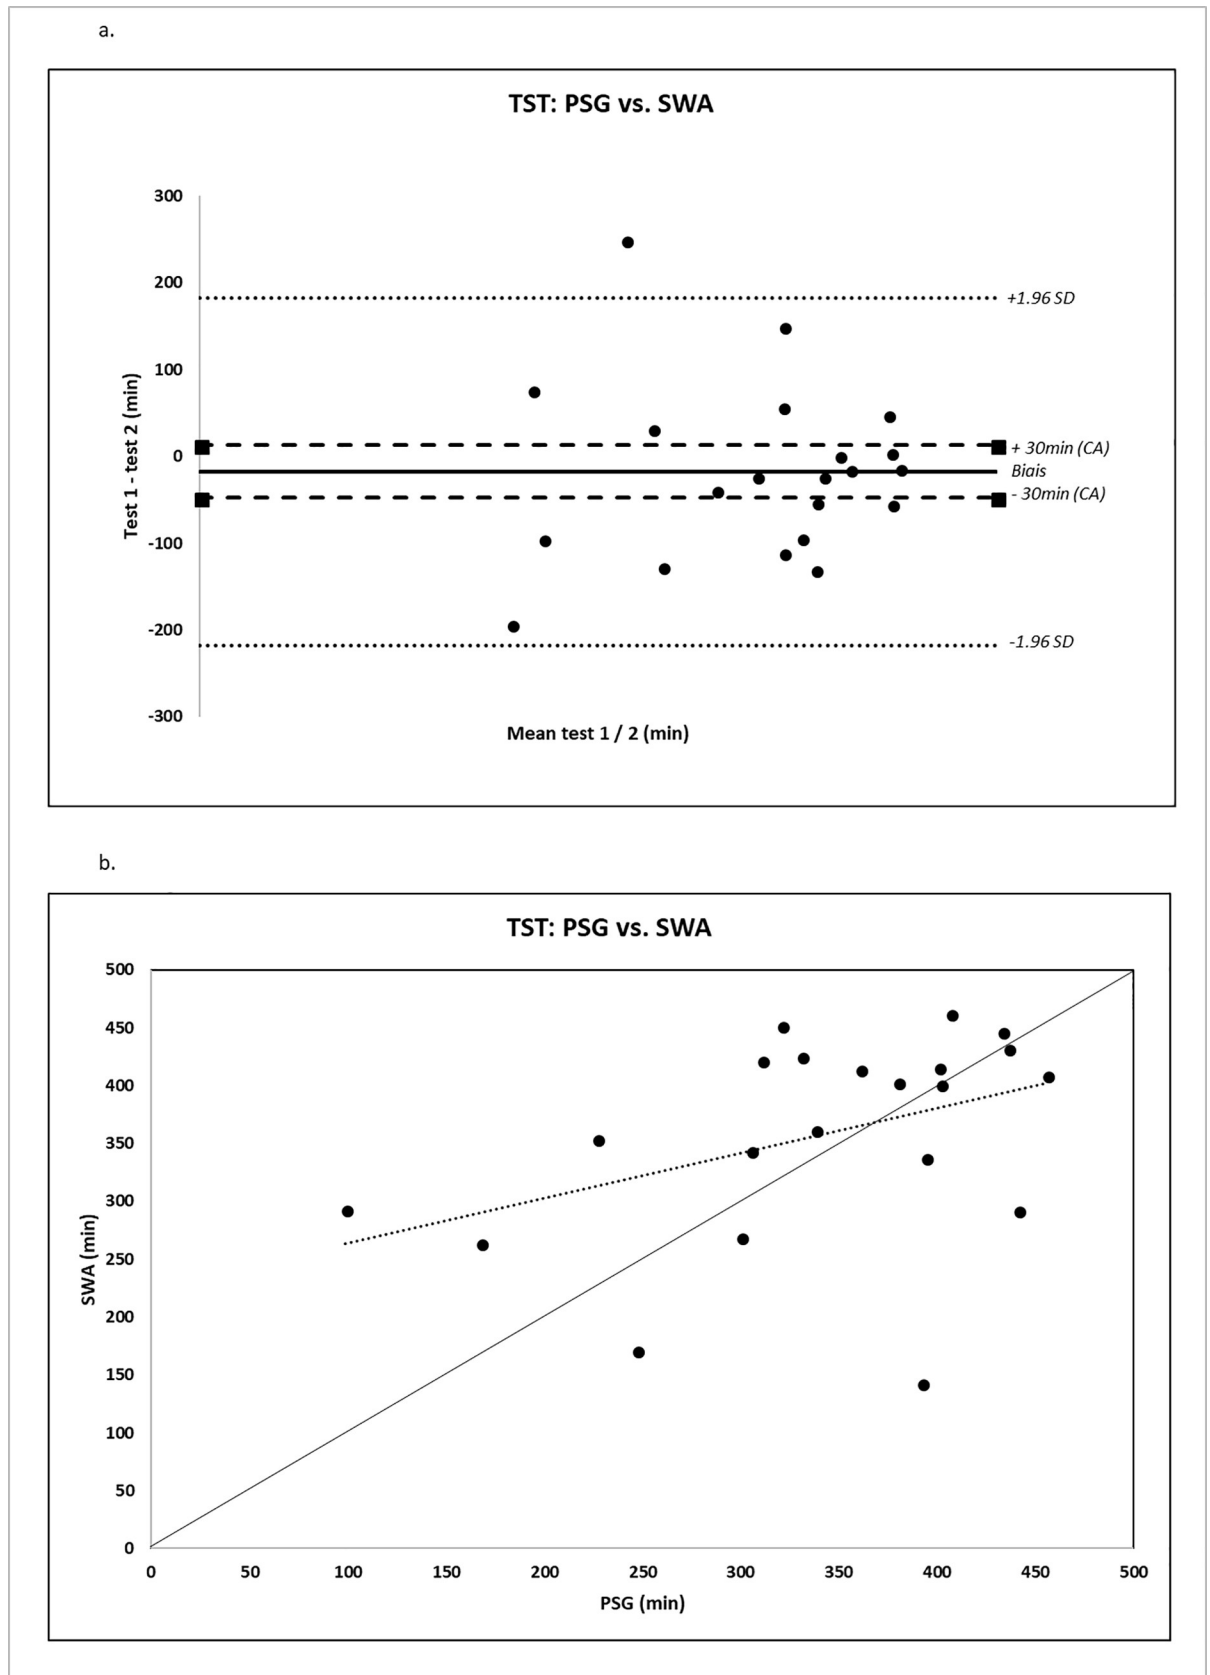 a.
TST: PSG vs. SWA
300
200
+1.96 SD
100
Test 1 - test 2 (min)
0
+ 30min (CA)
Biais
- 30min (CA)
-100
-200
-1.96 SD
-300
Mean test 1 / 2 (min)
b.
TST: PSG vs. SWA
500
450
400
350
300
250
SWA (min)
200
150
100
50
0
0 50 100 150 200 250 300 350 400 450 500
PSG (min)